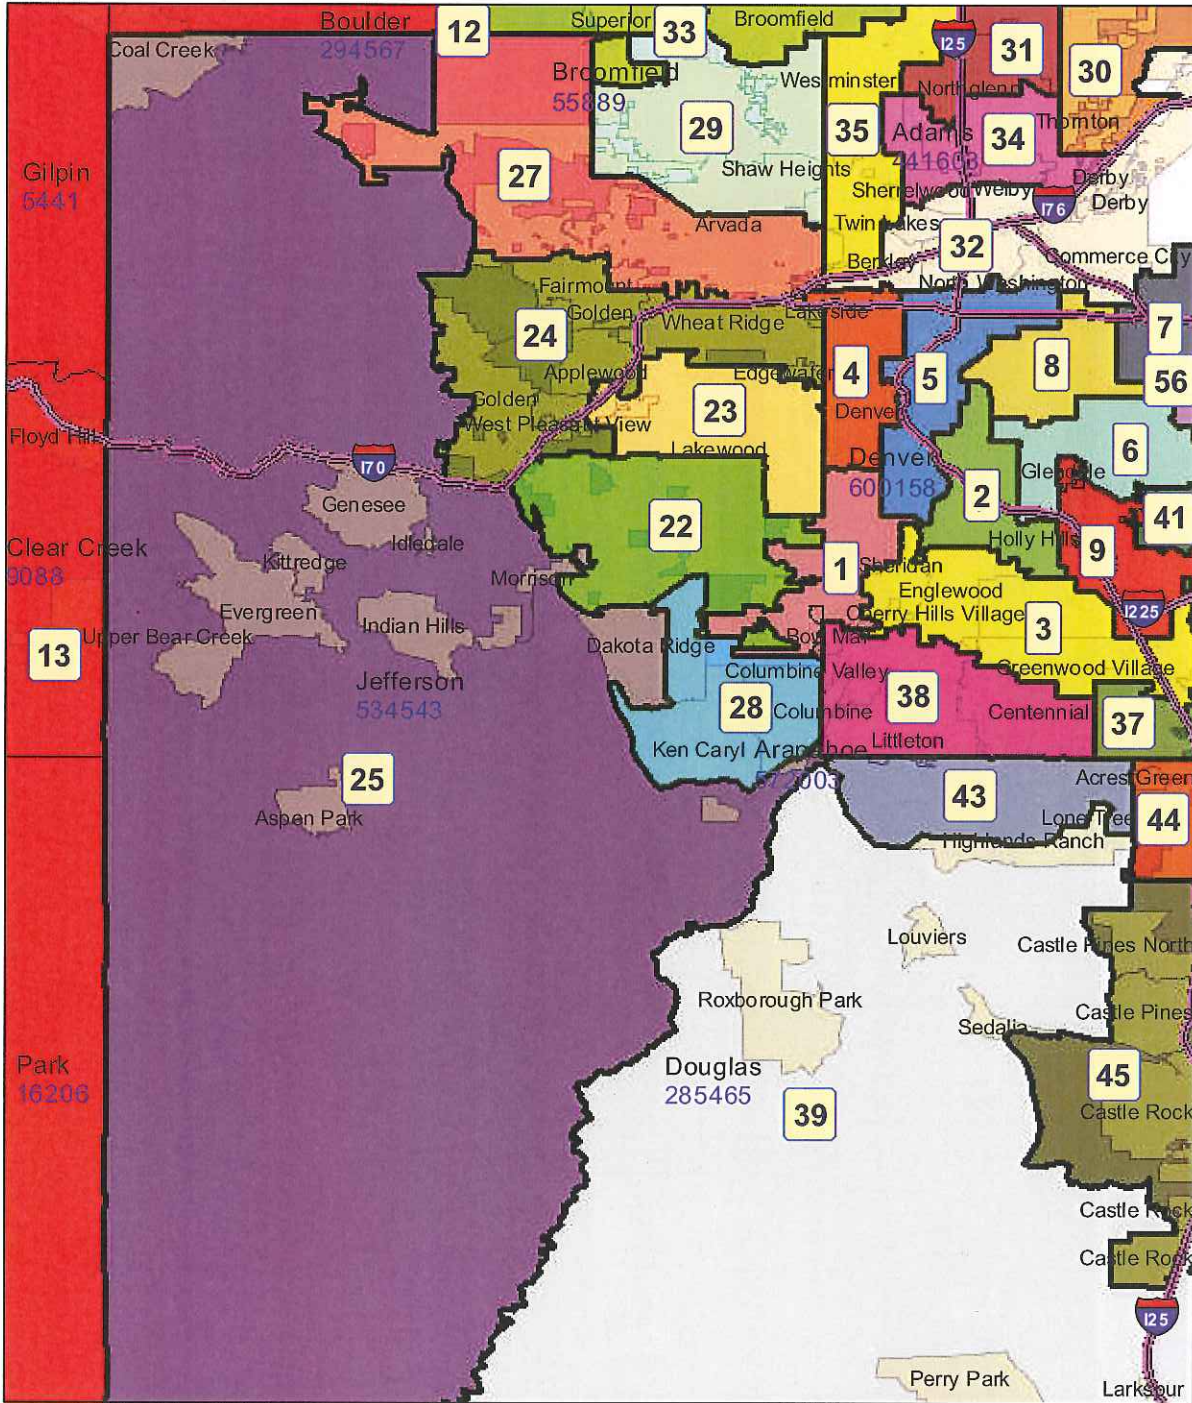 Boulder
294567
12
Superior
33
Broomfield
I25
31
30
Coal Creek
Broomfield
55889
Westminster
Northglenn
29
35
Adams
441603
34
Thornton
Gilpin
5441
27
Shaw Heights
Sherrelwood
Welby
Derby
Derby
I76
Arvada
Twin Lakes
32
Berkley
Commerce City
North Washington
Fairmount
Golden
Lakeside
Wheat Ridge
24
7
Applewood
Edgewater
4
5
8
56
Golden
23
Denver
West Pleasant View
Floyd Hill
Lakewood
I70
Denver
600158
Glendale
6
Genesee
2
22
41
Idledale
Holly Hills
Clear Creek
9088
Kittredge
Morrison
1
Sheridan
9
Evergreen
Englewood
I225
Indian Hills
Cherry Hills Village
3
Upper Bear Creek
13
Dakota Ridge
Bow Mar
Columbine Valley
Greenwood Village
Jefferson
534543
28
Columbine
38
Centennial
37
Ken Caryl
Arapahoe
572003
Littleton
25
Aspen Park
43
Acres Green
Lone Tree
44
Highlands Ranch
Louviers
Castle Pines North
Roxborough Park
Castle Pines
Sedalia
Park
16206
Douglas
285465
45
39
Castle Rock
Castle Rock
Castle Rock
I25
Perry Park
Larkspur